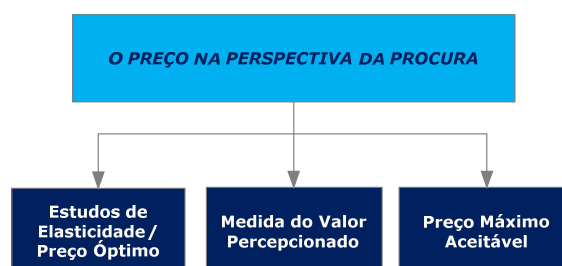 O PREÇO NA PERSPECTIVA DA PROCURA
Estudos de
Elasticidade /
Preço Óptimo
Medida do Valor
Percepcionado
Preço Máximo
Aceitável